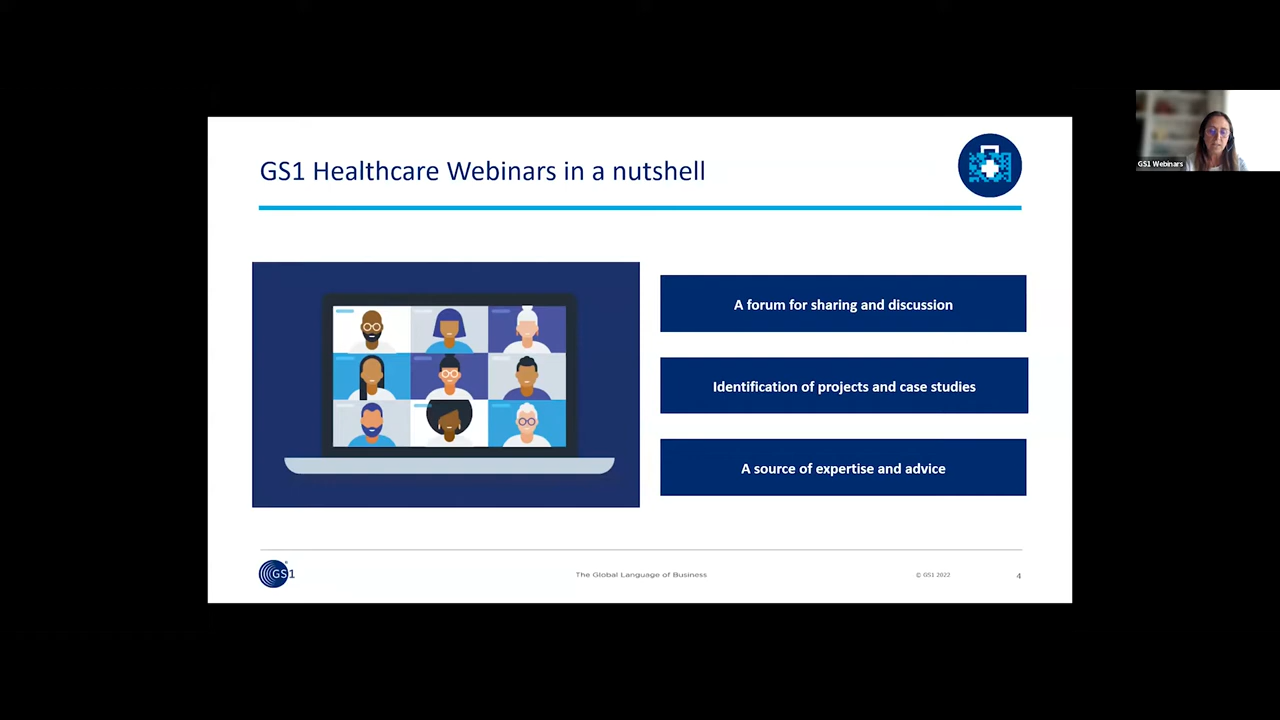 GS1 Healthcare Webinars in a nutshell
GS1 Webinars
A forum for sharing and discussion
Identification of projects and case studies
A source of expertise and advice
GS1
The Global Language of Business
© GS1 2022
4